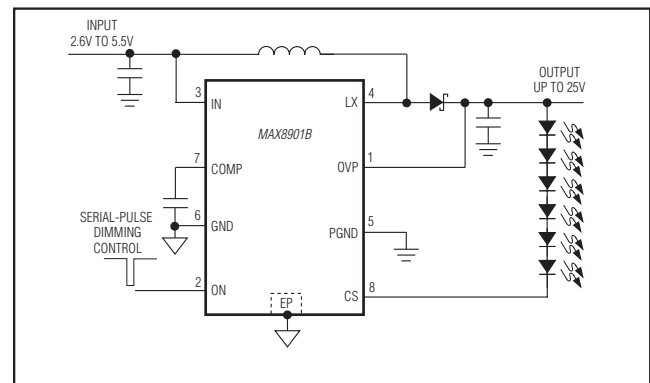 INPUT
2.6V TO 5.5V
OUTPUT
UP TO 25V
3
IN
LX
4
MAX8901B
7
COMP
OVP
1
SERIAL-PULSE
DIMMING
CONTROL
6
GND
PGND
5
2
ON
EP
CS
8